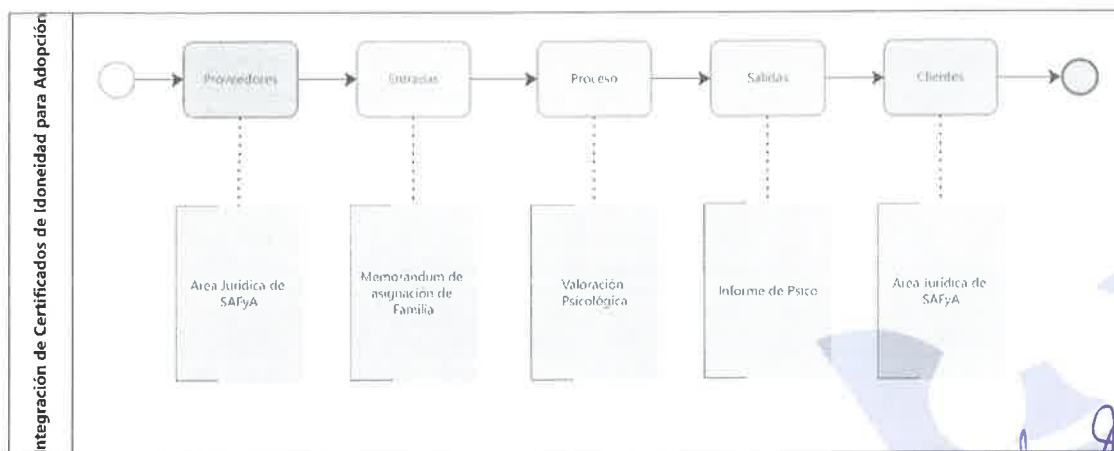 Integración de Certificados de Idoneidad para Adopción
Proveedores
Entradas
Proceso
Salidas
Clientes
Área Jurídica de
SAFyA
Memorándum de
asignación de
Familia
Valoración
Psicológica
Informe de Psico
Área Jurídica de
SAFyA